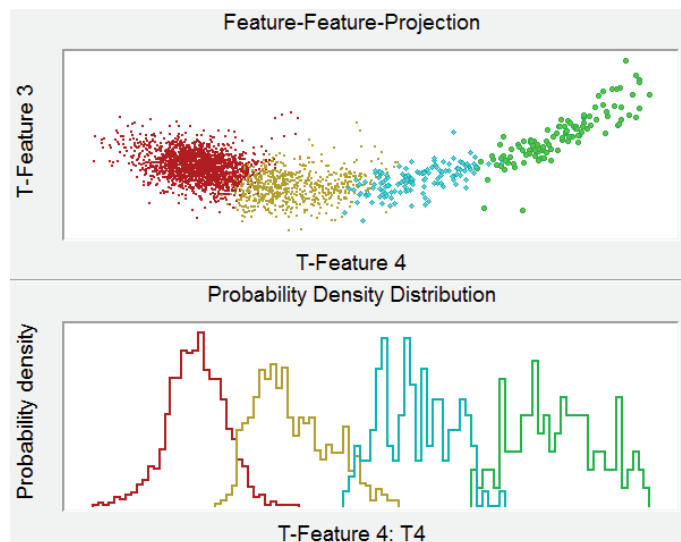 Feature-Feature-Projection
T-Feature 3
T-Feature 4
Probability Density Distribution
Probability density
T-Feature 4: T4